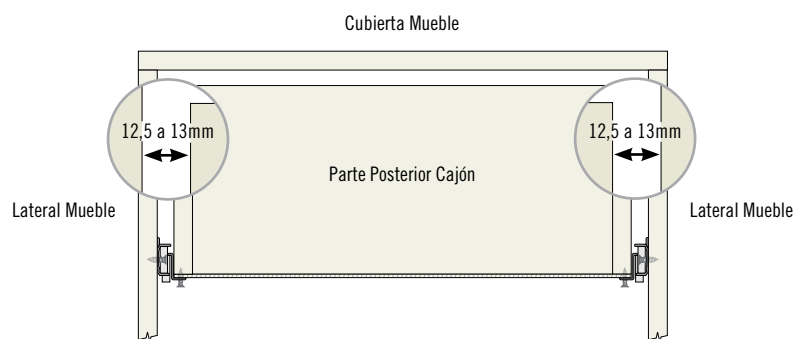 Cubierta Mueble
12,5 a 13mm
12,5 a 13mm
Parte Posterior Cajón
Lateral Mueble
Lateral Mueble